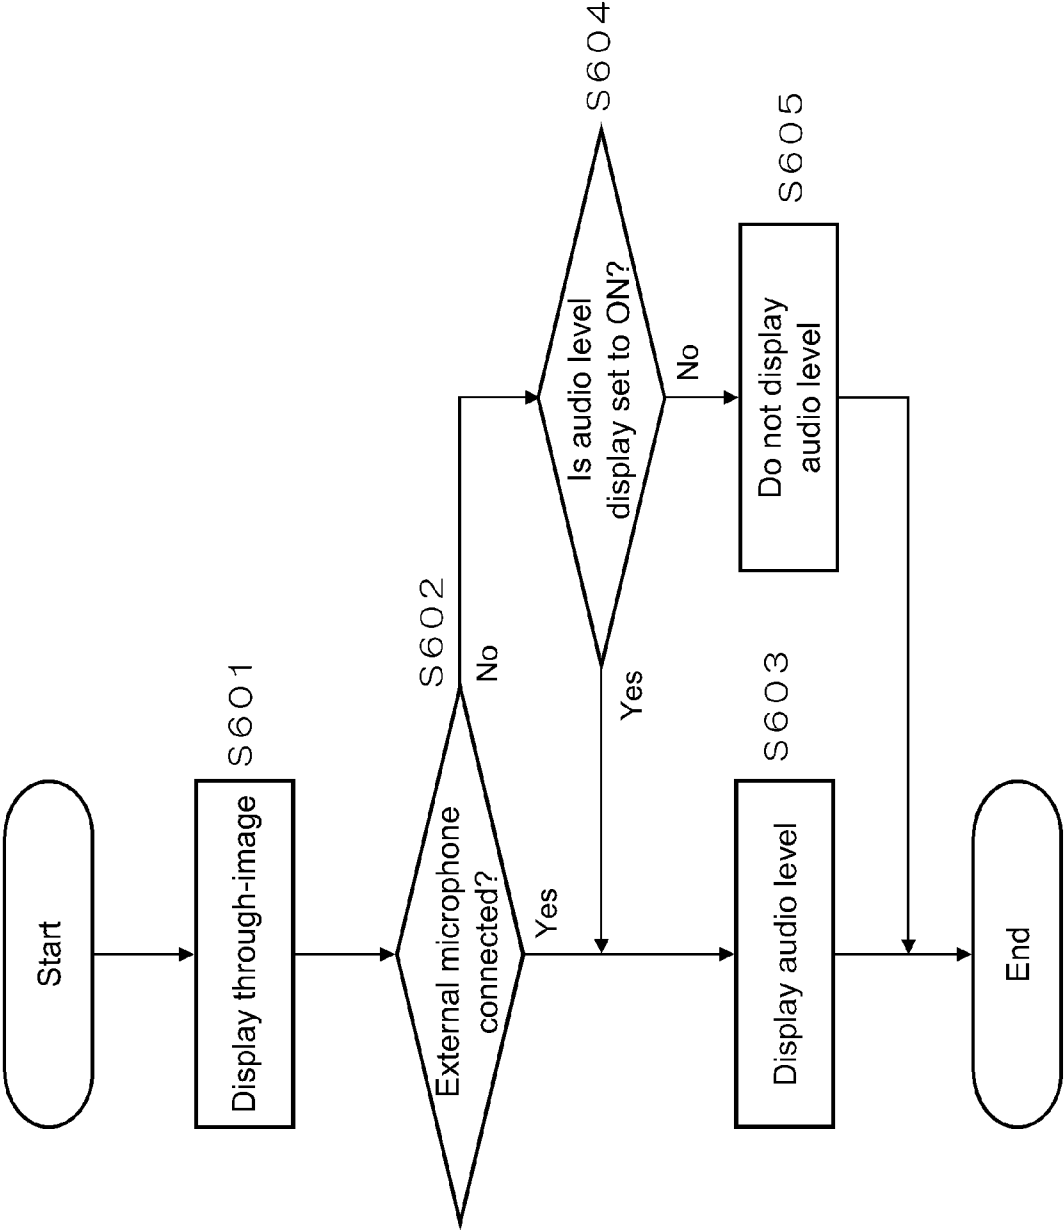 Start
S601
Display through-image
S602
External microphone
connected?
No
Yes
S604
Is audio level
display set to ON?
Yes
No
S603
Display audio level
S605
Do not display
audio level
End